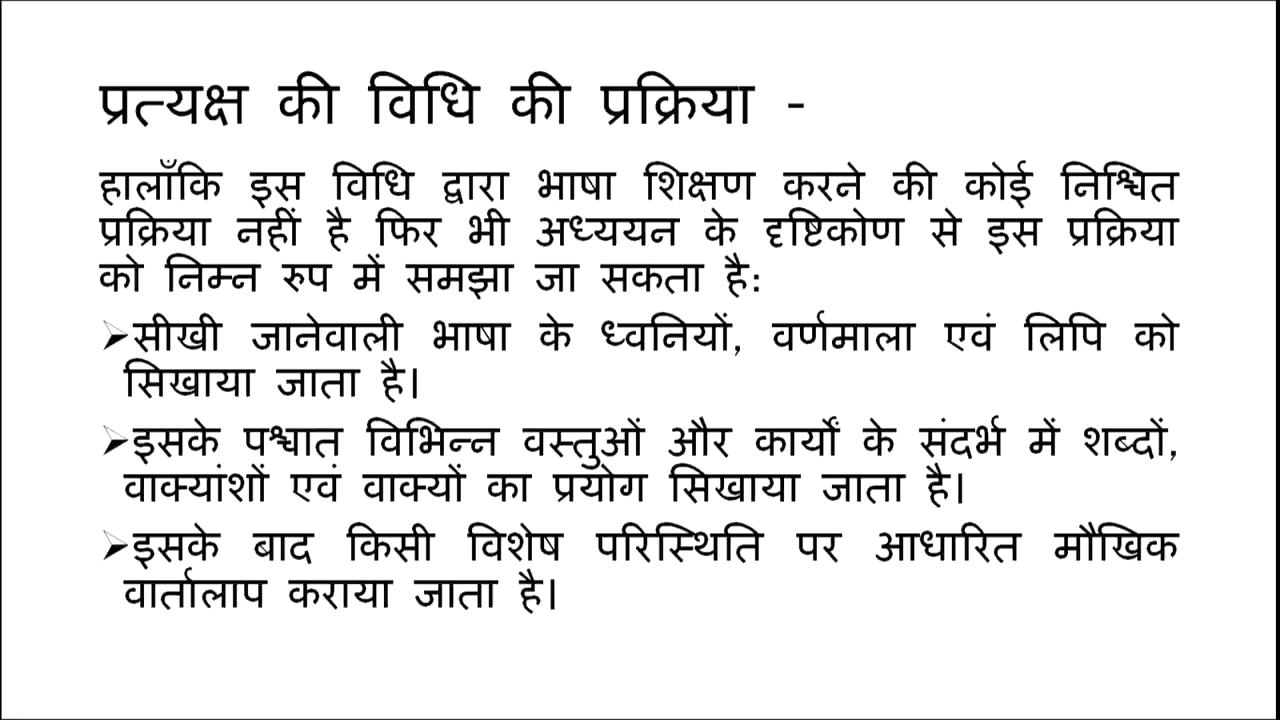 प्रत्यक्ष की विधि की प्रक्रिया -
हालाँकि इस विधि द्वारा भाषा शिक्षण करने की कोई निश्चित
प्रक्रिया नहीं है फिर भी अध्ययन के दृष्टिकोण से इस प्रक्रिया
को निम्न रुप में समझा जा सकता है:
➢सीखी जानेवाली भाषा के ध्वनियों, वर्णमाला एवं लिपि को
सिखाया जाता है।
➢इसके पश्चात विभिन्न वस्तुओं और कार्यों के संदर्भ में शब्दों,
वाक्यांशों एवं वाक्यों का प्रयोग सिखाया जाता है।
➢इसके बाद किसी विशेष परिस्थिति पर आधारित मौखिक
वार्तालाप कराया जाता है।